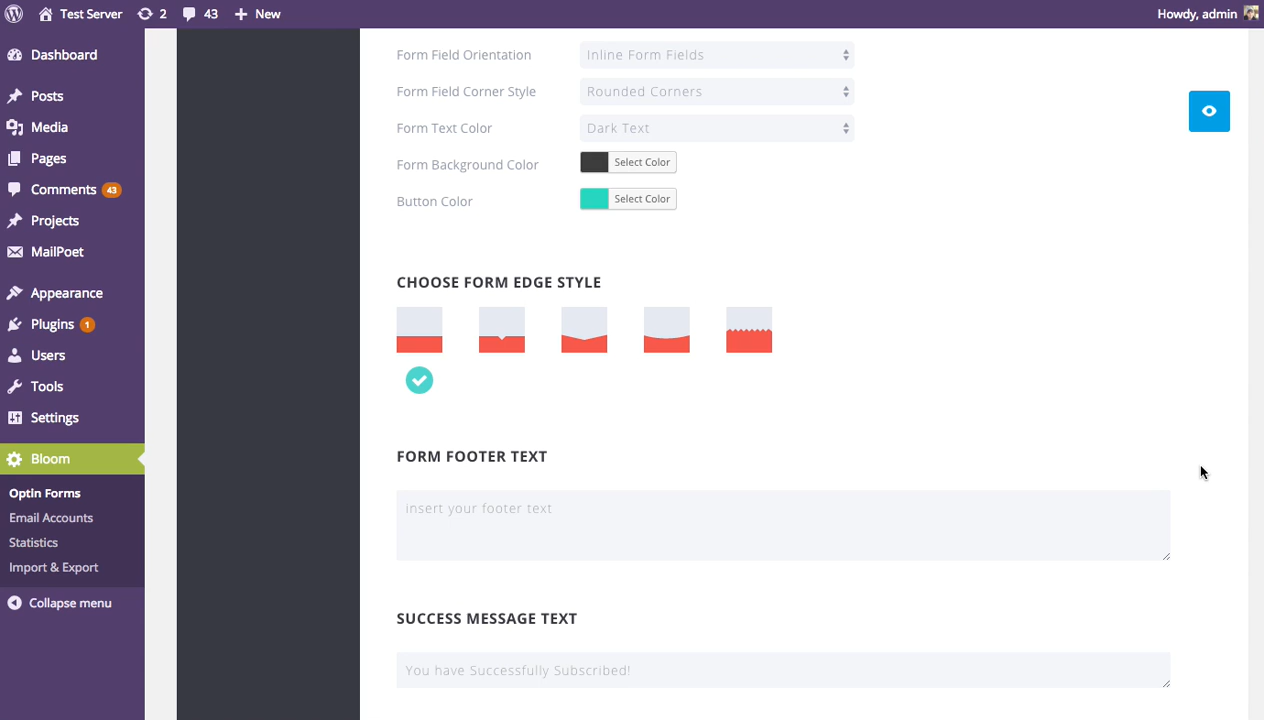 Test Server 2 43 New Howdy, admin
Dashboard
Posts
Media
Pages
Comments 43
Projects
MailPoet
Appearance
Plugins 1
Users
Tools
Settings
Bloom
Optin Forms
Email Accounts
Statistics
Import & Export
Collapse menu
Form Field Orientation Inline Form Fields
Form Field Corner Style Rounded Corners
Form Text Color Dark Text
Form Background Color Select Color
Button Color Select Color
CHOOSE FORM EDGE STYLE
FORM FOOTER TEXT
insert your footer text
SUCCESS MESSAGE TEXT
You have Successfully Subscribed!